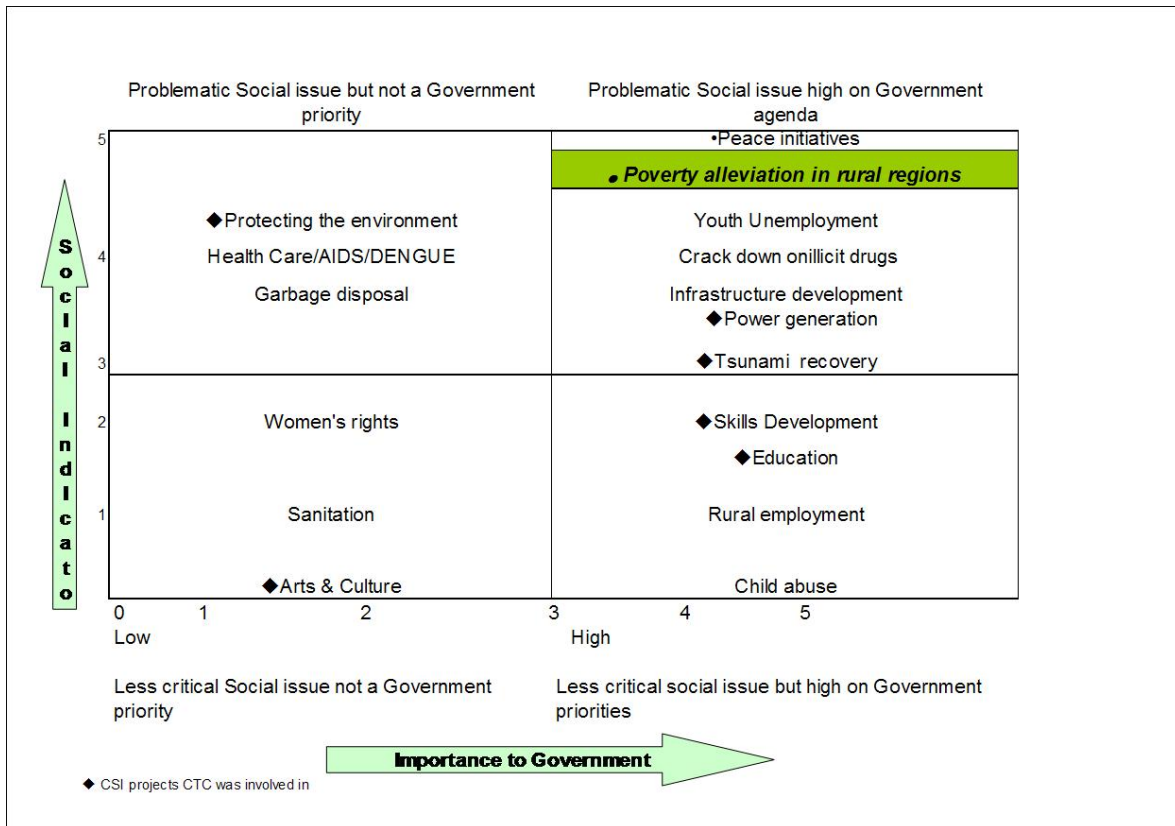 Problematic Social issue but not a Government
priority
Problematic Social issue high on Government
agenda
5
•Peace initiatives
• Poverty alleviation in rural regions
◆Protecting the environment
Youth Unemployment
4
Health Care/AIDS/DENGUE
Crack down onillicit drugs
Garbage disposal
Infrastructure development
◆Power generation
3
◆Tsunami recovery
2
Women's rights
◆Skills Development
◆Education
1
Sanitation
Rural employment
◆Arts & Culture
Child abuse
Social Indicato
0 1 2 3 4 5
Low
High
Less critical Social issue not a Government
priority
Less critical social issue but high on Government
priorities
Importance to Government
◆ CSI projects CTC was involved in